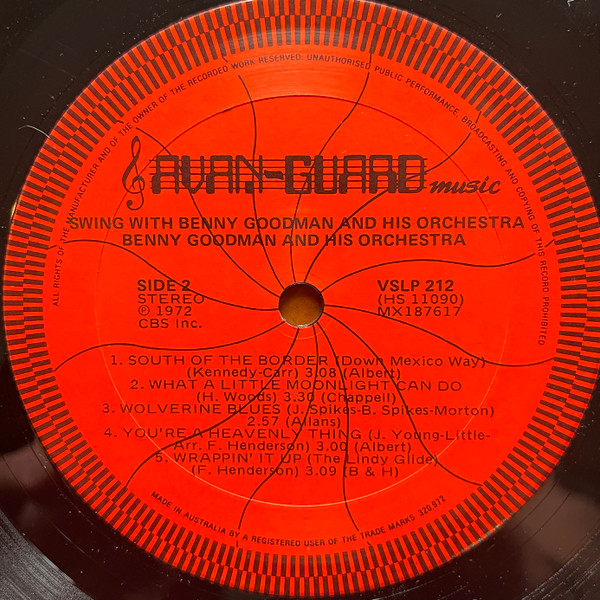 ALL RIGHTS OF THE MANUFACTURER AND OF THE OWNER OF THE RECORDED WORK RESERVED. UNAUTHORISED PUBLIC PERFORMANCE, BROADCASTING AND COPYING OF THIS RECORD PROHIBITED
AVAN-GUARD music
SWING WITH BENNY GOODMAN AND HIS ORCHESTRA
BENNY GOODMAN AND HIS ORCHESTRA
SIDE 2 VSLP 212
STEREO (HS 11090)
℗ 1972 MX187617
CBS Inc.
1. SOUTH OF THE BORDER (Down Mexico Way)
(Kennedy-Carr) 3.08 (Albert)
2. WHAT A LITTLE MOONLIGHT CAN DO
(H. Woods) 3.30 (Chappell)
3. WOLVERINE BLUES (J. Spikes-B. Spikes-Morton)
2.57 (Allans)
4. YOU'RE A HEAVENLY THING (J. Young-Little-
Arr. F. Henderson) 3.00 (Albert)
5. WRAPPIN' IT UP (The Lindy Glide)
(F. Henderson) 3.09 (B & H)
MADE IN AUSTRALIA BY A REGISTERED USER OF THE TRADE MARKS 320,972